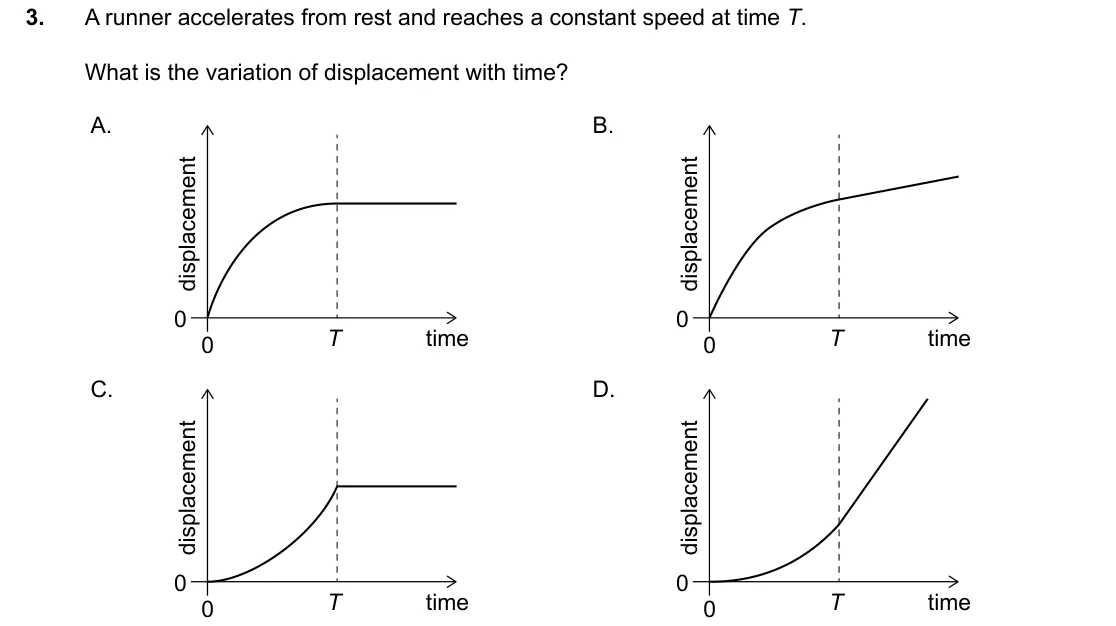 3. A runner accelerates from rest and reaches a constant speed at time T.
What is the variation of displacement with time?
A.
displacement
0
0
T
time
B.
displacement
0
0
T
time
C.
displacement
0
0
T
time
D.
displacement
0
0
T
time